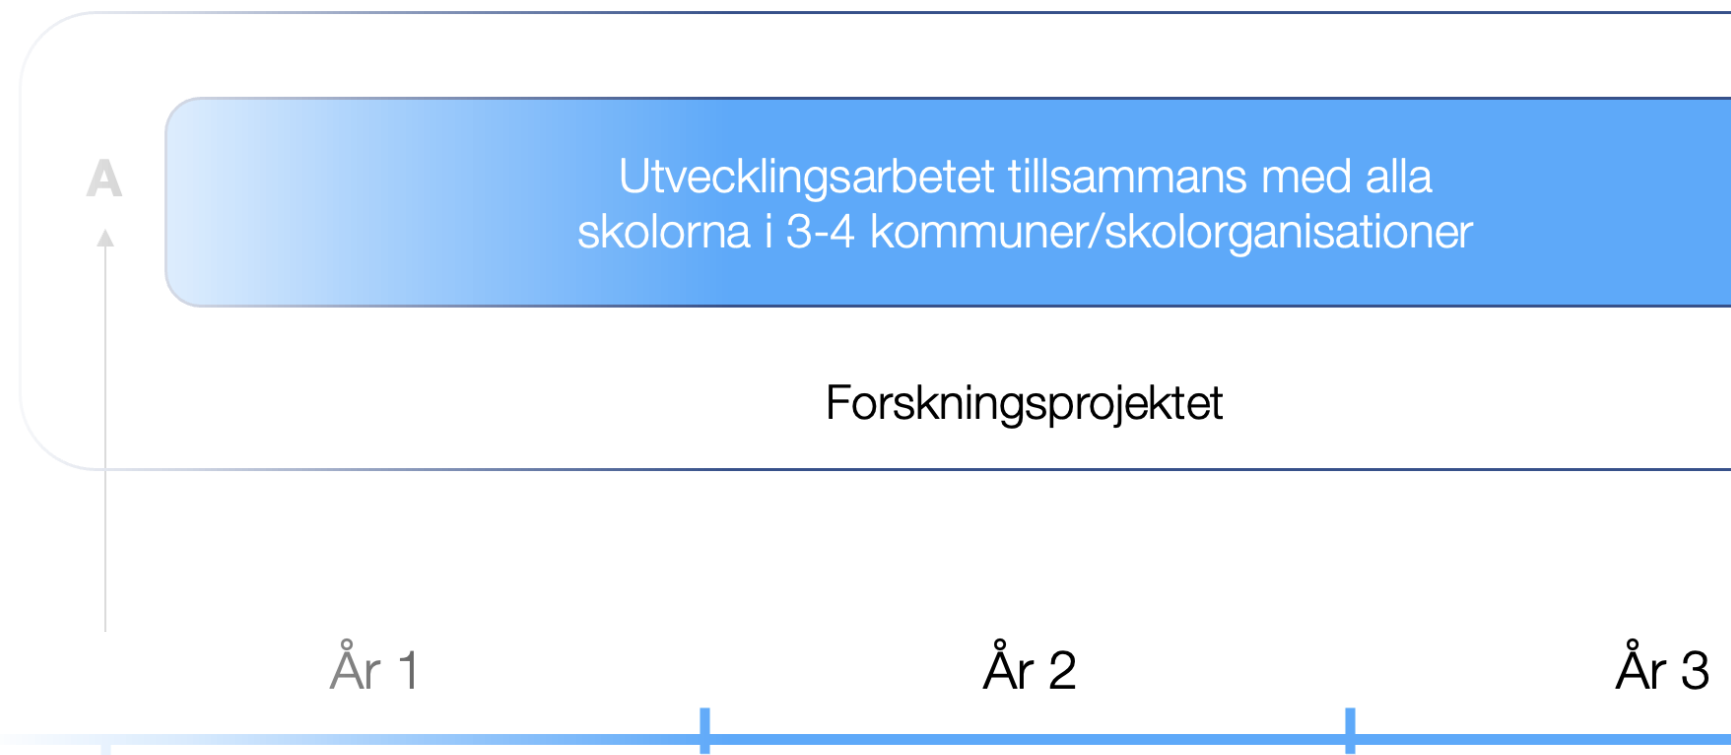 A
Utvecklingsarbetet tillsammans med alla
skolorna i 3-4 kommuner/skolorganisationer
Forskningsprojektet
År 1
År 2
År 3